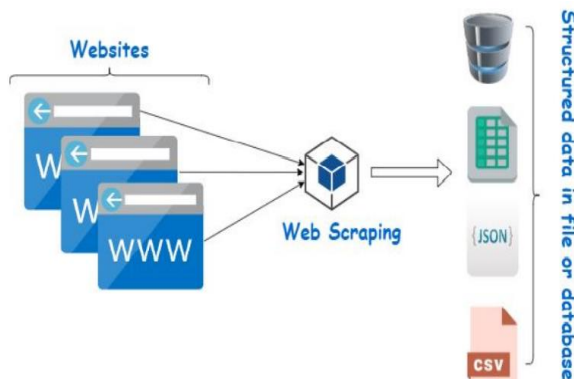 Websites
W
W
WWW
Web Scraping
{JSON}
CSV
Structured data in file or database